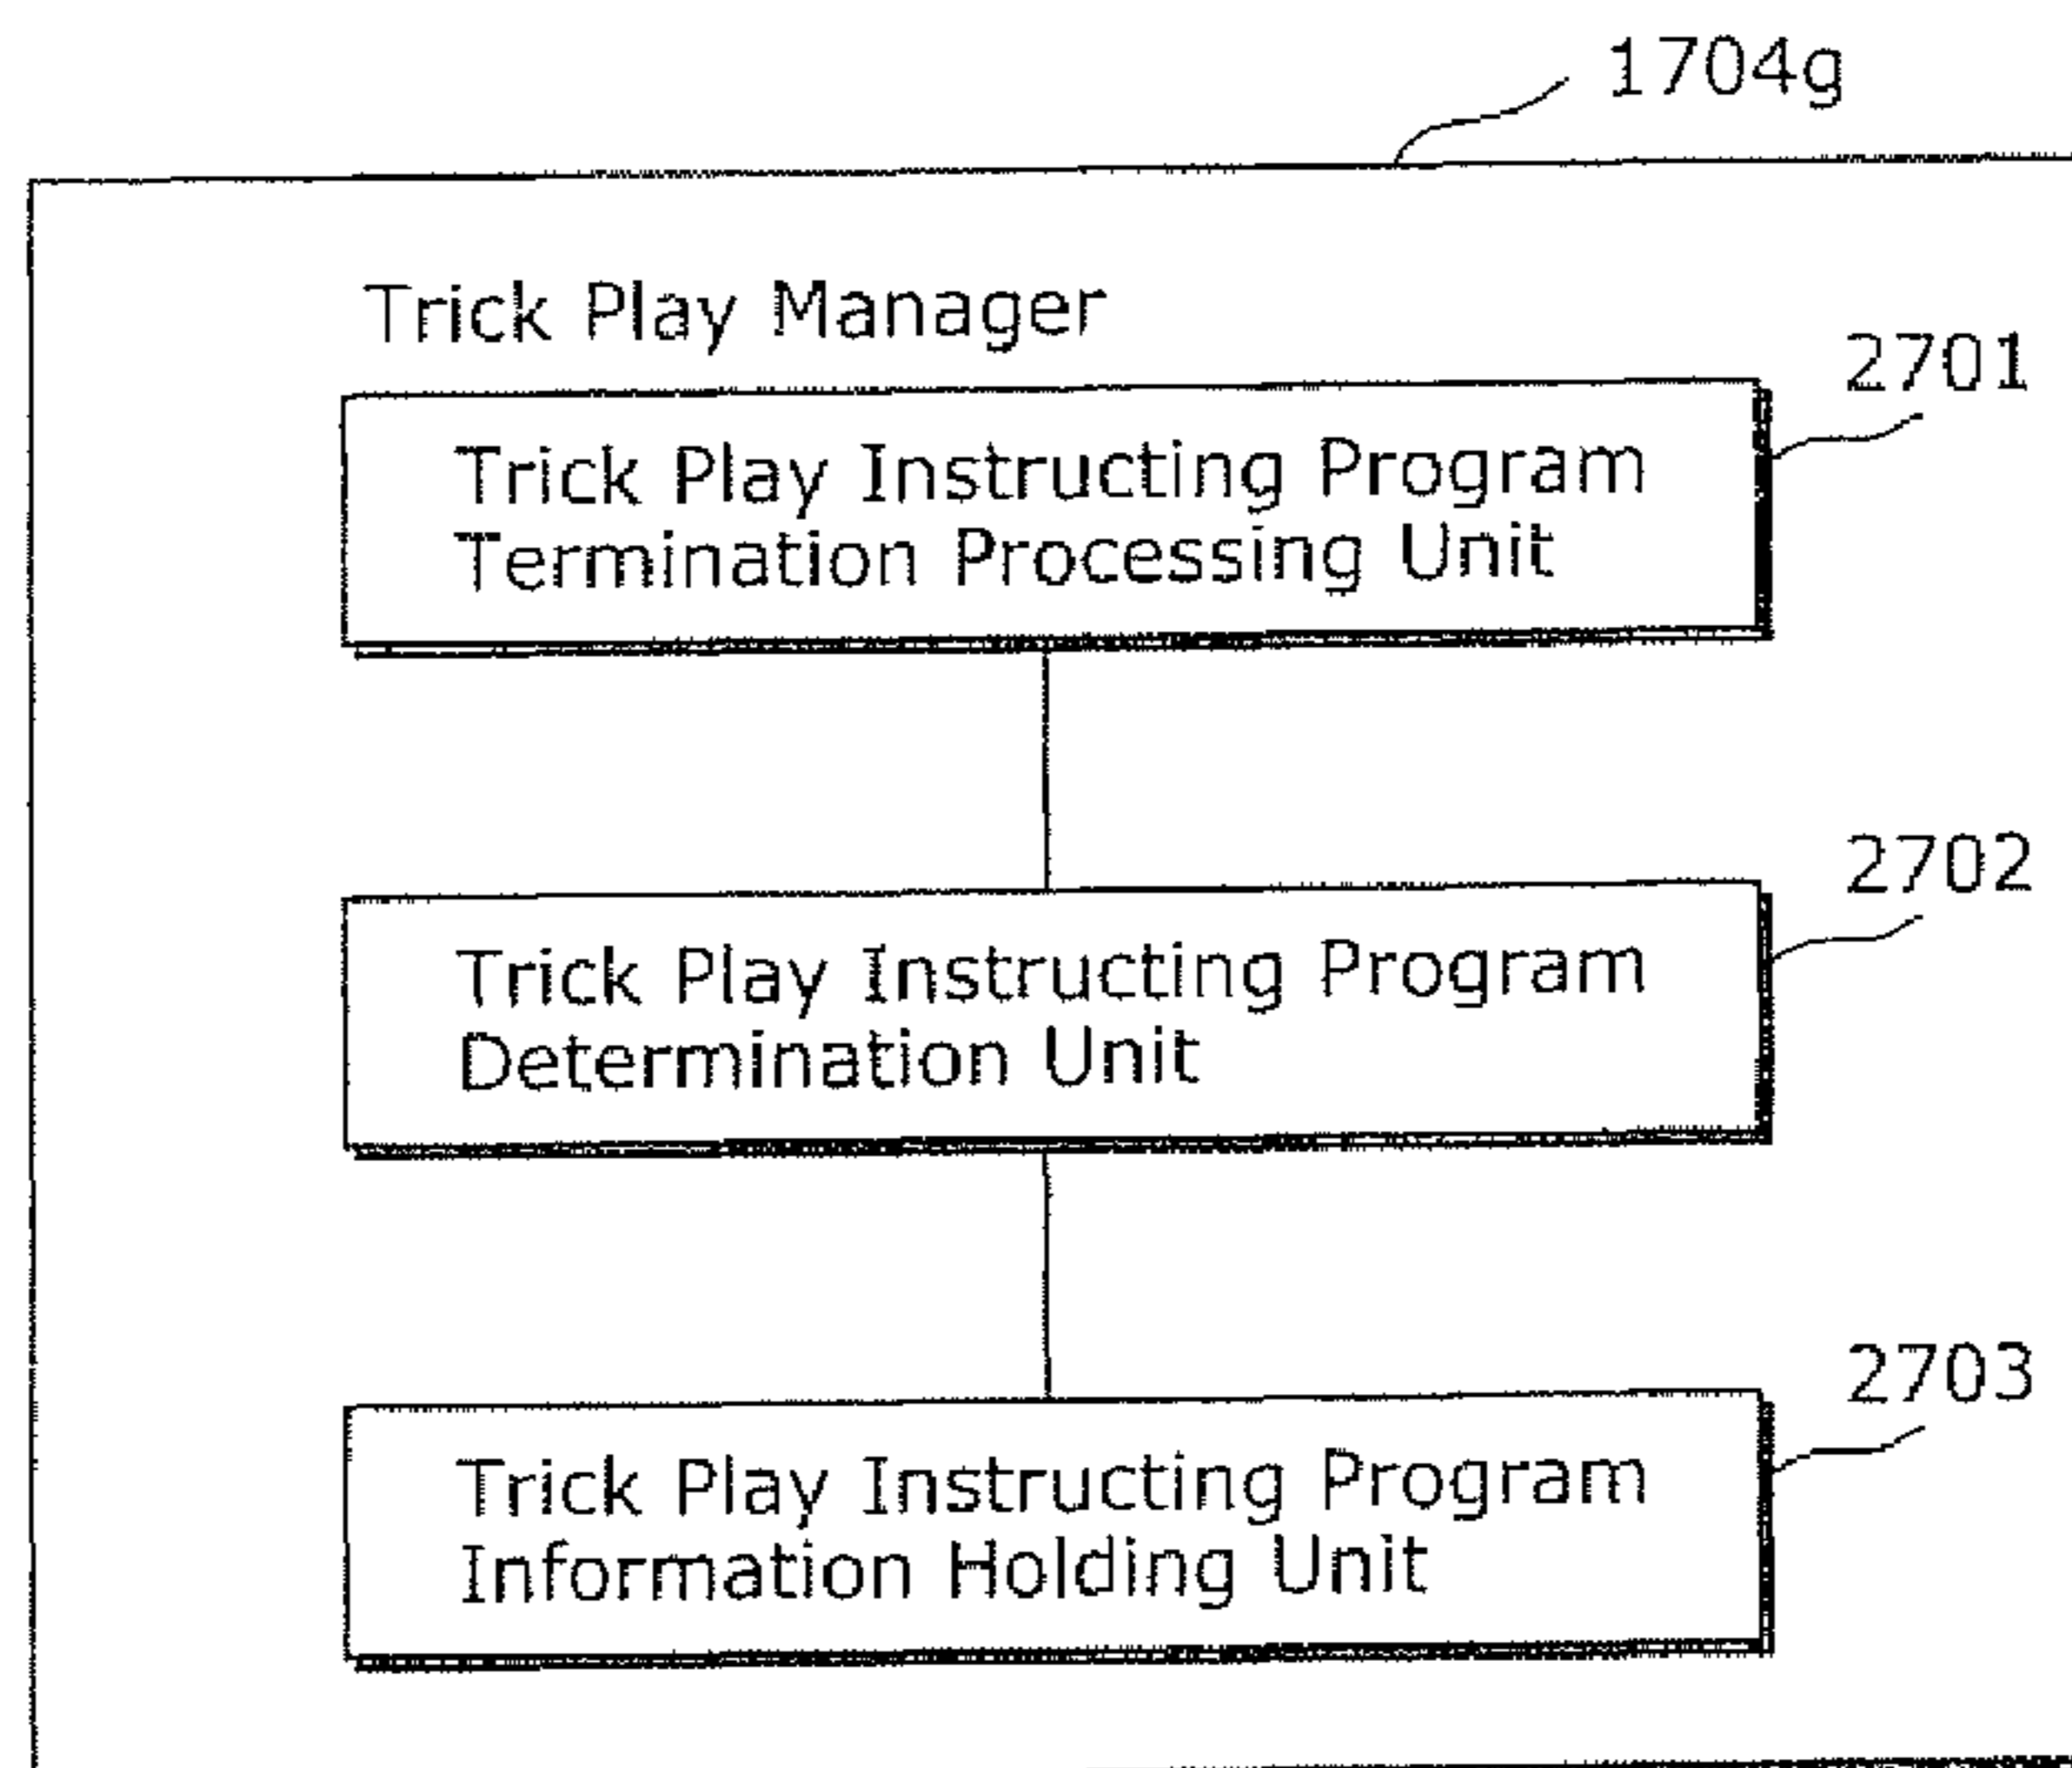 1704g
Trick Play Manager
2701
Trick Play Instructing Program
Termination Processing Unit
2702
Trick Play Instructing Program
Determination Unit
2703
Trick Play Instructing Program
Information Holding Unit